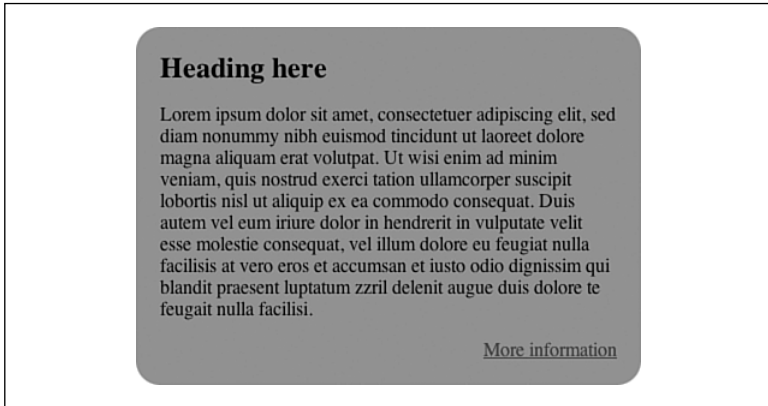 Heading here
Lorem ipsum dolor sit amet, consectetuer adipiscing elit, sed
diam nonummy nibh euismod tincidunt ut laoreet dolore
magna aliquam erat volutpat. Ut wisi enim ad minim
veniam, quis nostrud exerci tation ullamcorper suscipit
lobortis nisl ut aliquip ex ea commodo consequat. Duis
autem vel eum iriure dolor in hendrerit in vulputate velit
esse molestie consequat, vel illum dolore eu feugiat nulla
facilisis at vero eros et accumsan et iusto odio dignissim qui
blandit praesent luptatum zzril delenit augue duis dolore te
feugait nulla facilisi.
More information